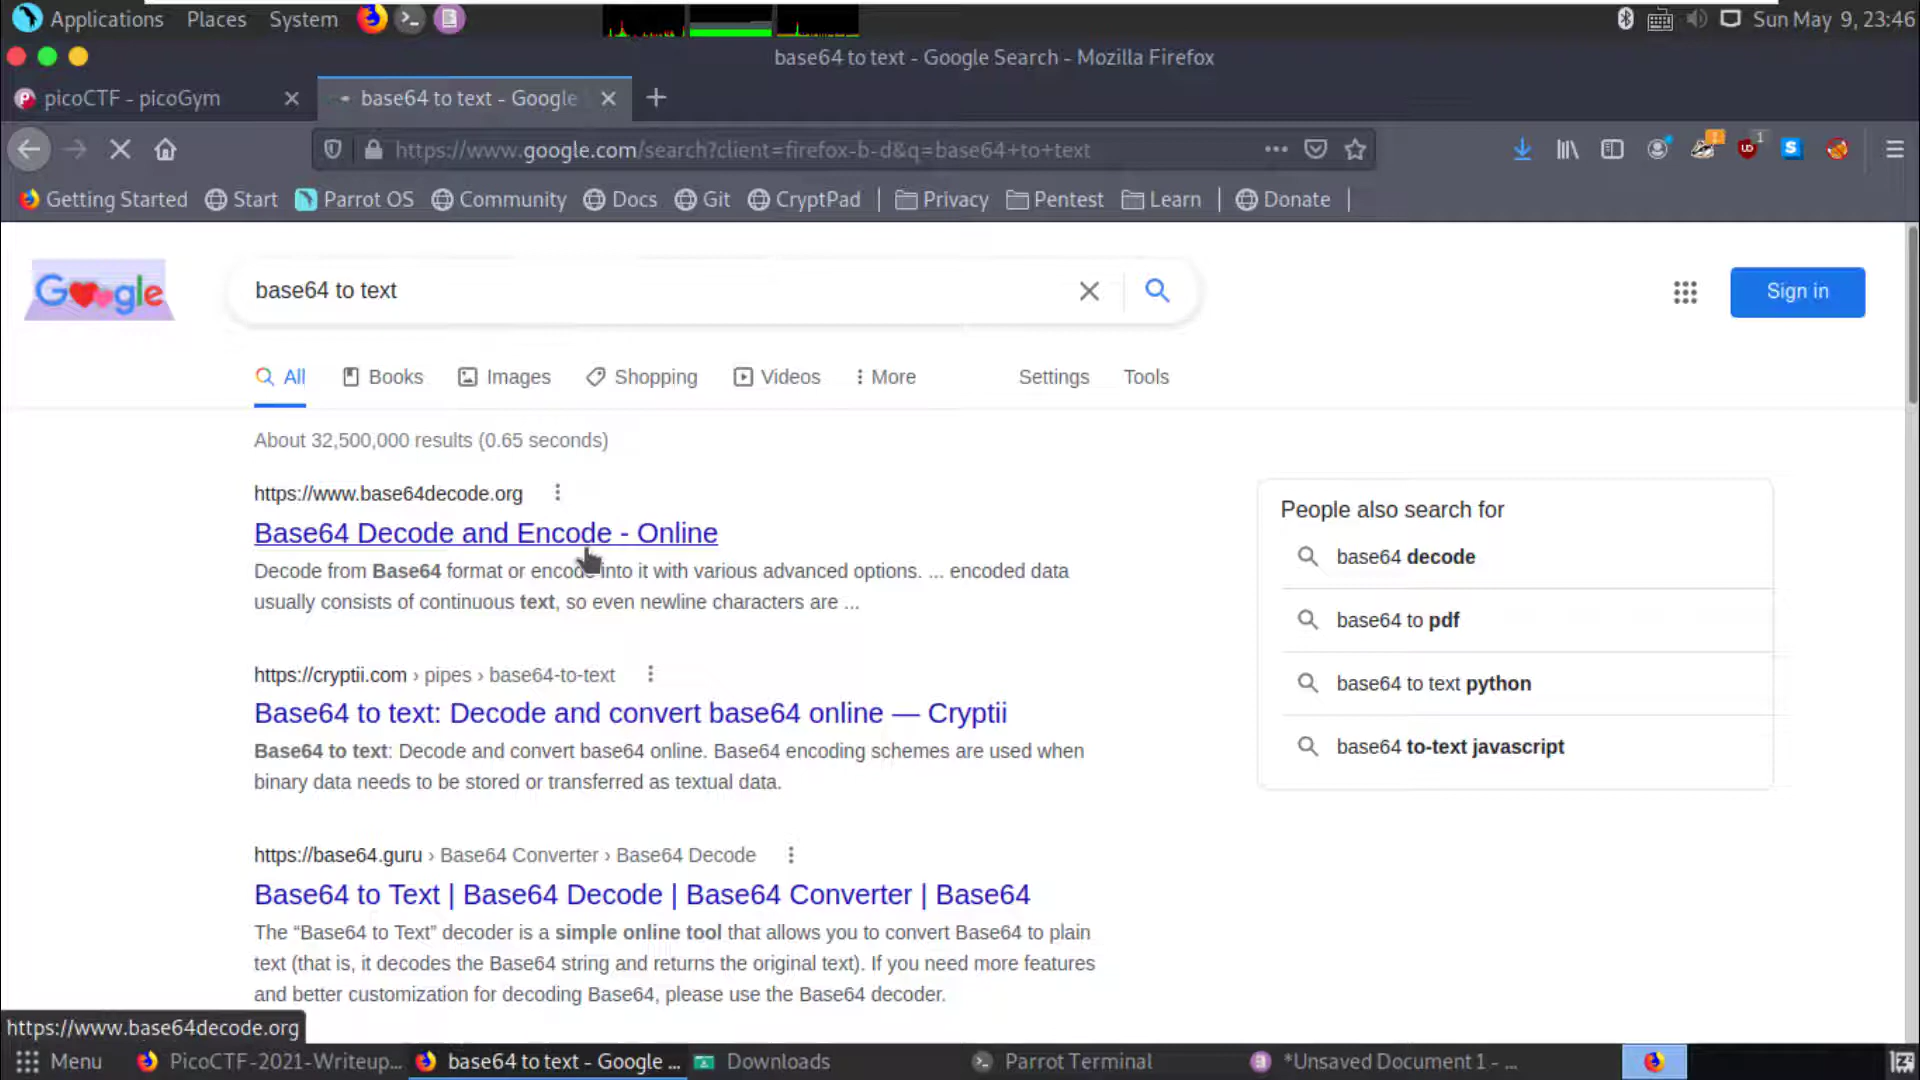 Applications Places System Sun May 9, 23:46
base64 to text - Google Search - Mozilla Firefox
picoCTF - picoGym base64 to text - Google
https://www.google.com/search?client=firefox-b-d&q=base64+to+text 1
Getting Started Start Parrot OS Community Docs Git CryptPad Privacy Pentest Learn Donate
Google base64 to text Sign in
All Books Images Shopping Videos More Settings Tools
About 32,500,000 results (0.65 seconds)
https://www.base64decode.org
Base64 Decode and Encode - Online
Decode from Base64 format or encode into it with various advanced options. ... encoded data
usually consists of continuous text, so even newline characters are ...
https://cryptii.com › pipes › base64-to-text
Base64 to text: Decode and convert base64 online — Cryptii
Base64 to text: Decode and convert base64 online. Base64 encoding schemes are used when
binary data needs to be stored or transferred as textual data.
https://base64.guru › Base64 Converter › Base64 Decode
Base64 to Text | Base64 Decode | Base64 Converter | Base64
The “Base64 to Text” decoder is a simple online tool that allows you to convert Base64 to plain
text (that is, it decodes the Base64 string and returns the original text). If you need more features
and better customization for decoding Base64, please use the Base64 decoder.
People also search for
base64 decode
base64 to pdf
base64 to text python
base64 to-text javascript
https://www.base64decode.org
Menu PicoCTF-2021-Writeup... base64 to text - Google ... Downloads Parrot Terminal *Unsaved Document 1 - ...